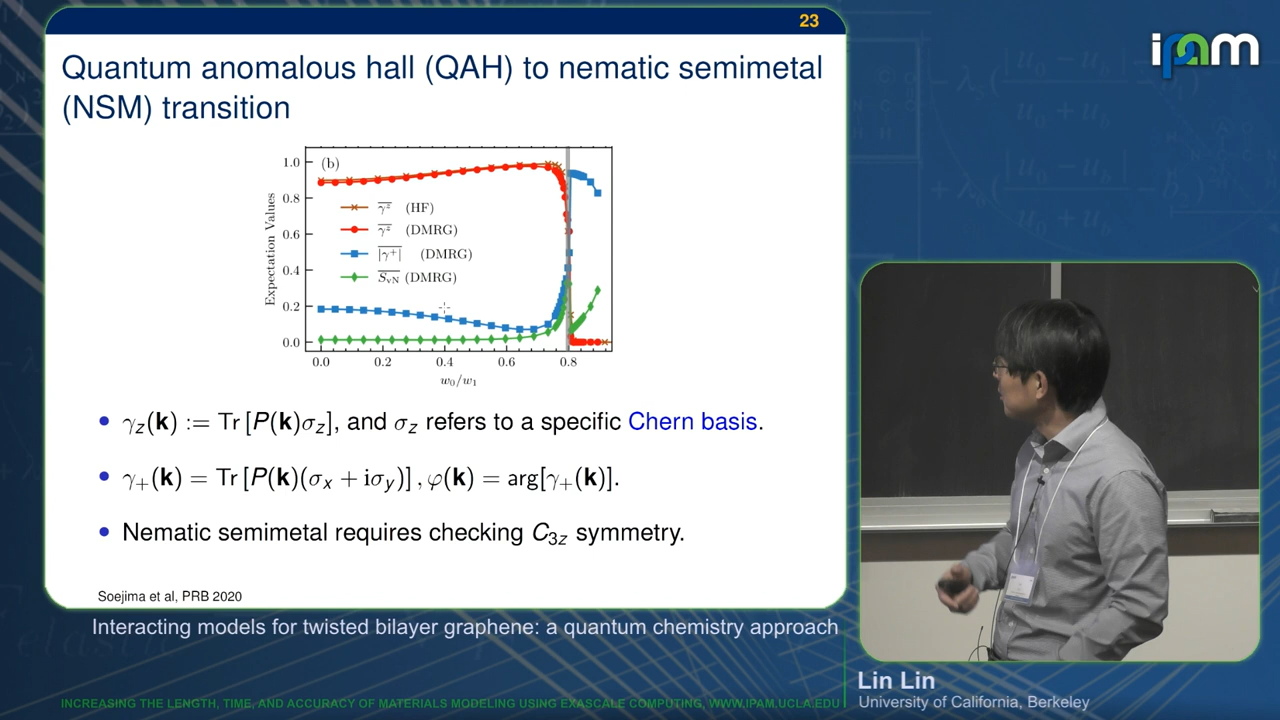 23
ipam
Quantum anomalous hall (QAH) to nematic semimetal
(NSM) transition
(b)
1.0
0.8
0.6
0.4
0.2
0.0
Expectation Values
γᶻ (HF)
γᶻ (DMRG)
|γ⁺| (DMRG)
S_vN (DMRG)
0.0 0.2 0.4 0.6 0.8
w₀/w₁
• γ_z(k) := Tr [P(k)σ_z], and σ_z refers to a specific Chern basis.
• γ₊(k) = Tr [P(k)(σₓ + iσ_y)] , φ(k) = arg[γ₊(k)].
• Nematic semimetal requires checking C₃z symmetry.
Soejima et al, PRB 2020
Interacting models for twisted bilayer graphene: a quantum chemistry approach
Lin Lin
University of California, Berkeley
INCREASING THE LENGTH, TIME, AND ACCURACY OF MATERIALS MODELING USING EXASCALE COMPUTING, WWW.IPAM.UCLA.EDU